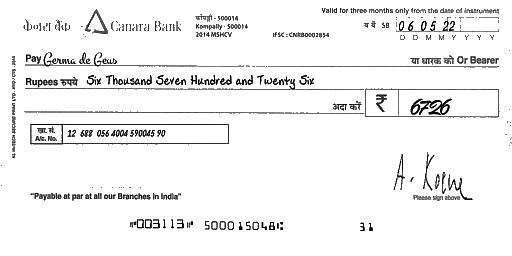 Valid for three months only from the date of instrument
केनरा बैंक Canara Bank
कोंपल्ली - 500014
Kompally - 500014
2014 MSHCV
IFSC : CNRB0002854
SB 06 05 22
D D M M Y Y Y Y
Pay Germa de Geus या धारक को Or Bearer
Rupees रुपये Six Thousand Seven Hundred and Twenty Six
अदा करें ₹ 6726
खा. सं.
A/c. No. 12 688 056 4004 590045 90
A. Koene
"Payable at par at all our Branches in India"
Please sign above
⑈003113⑈ 500015048⑆ 31